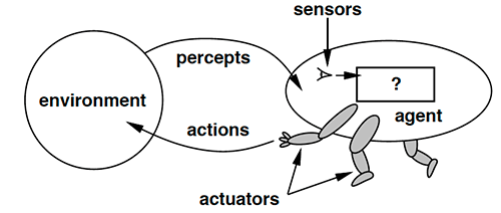 sensors
percepts
?
environment
agent
actions
actuators